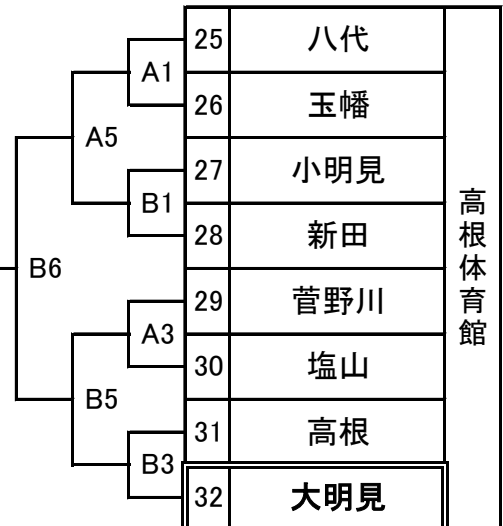 25 八代
A1
26 玉幡
A5
27 小明見
B1
28 新田
B6
29 菅野川
A3
30 塩山
B5
31 高根
B3
32 大明見
高根体育館